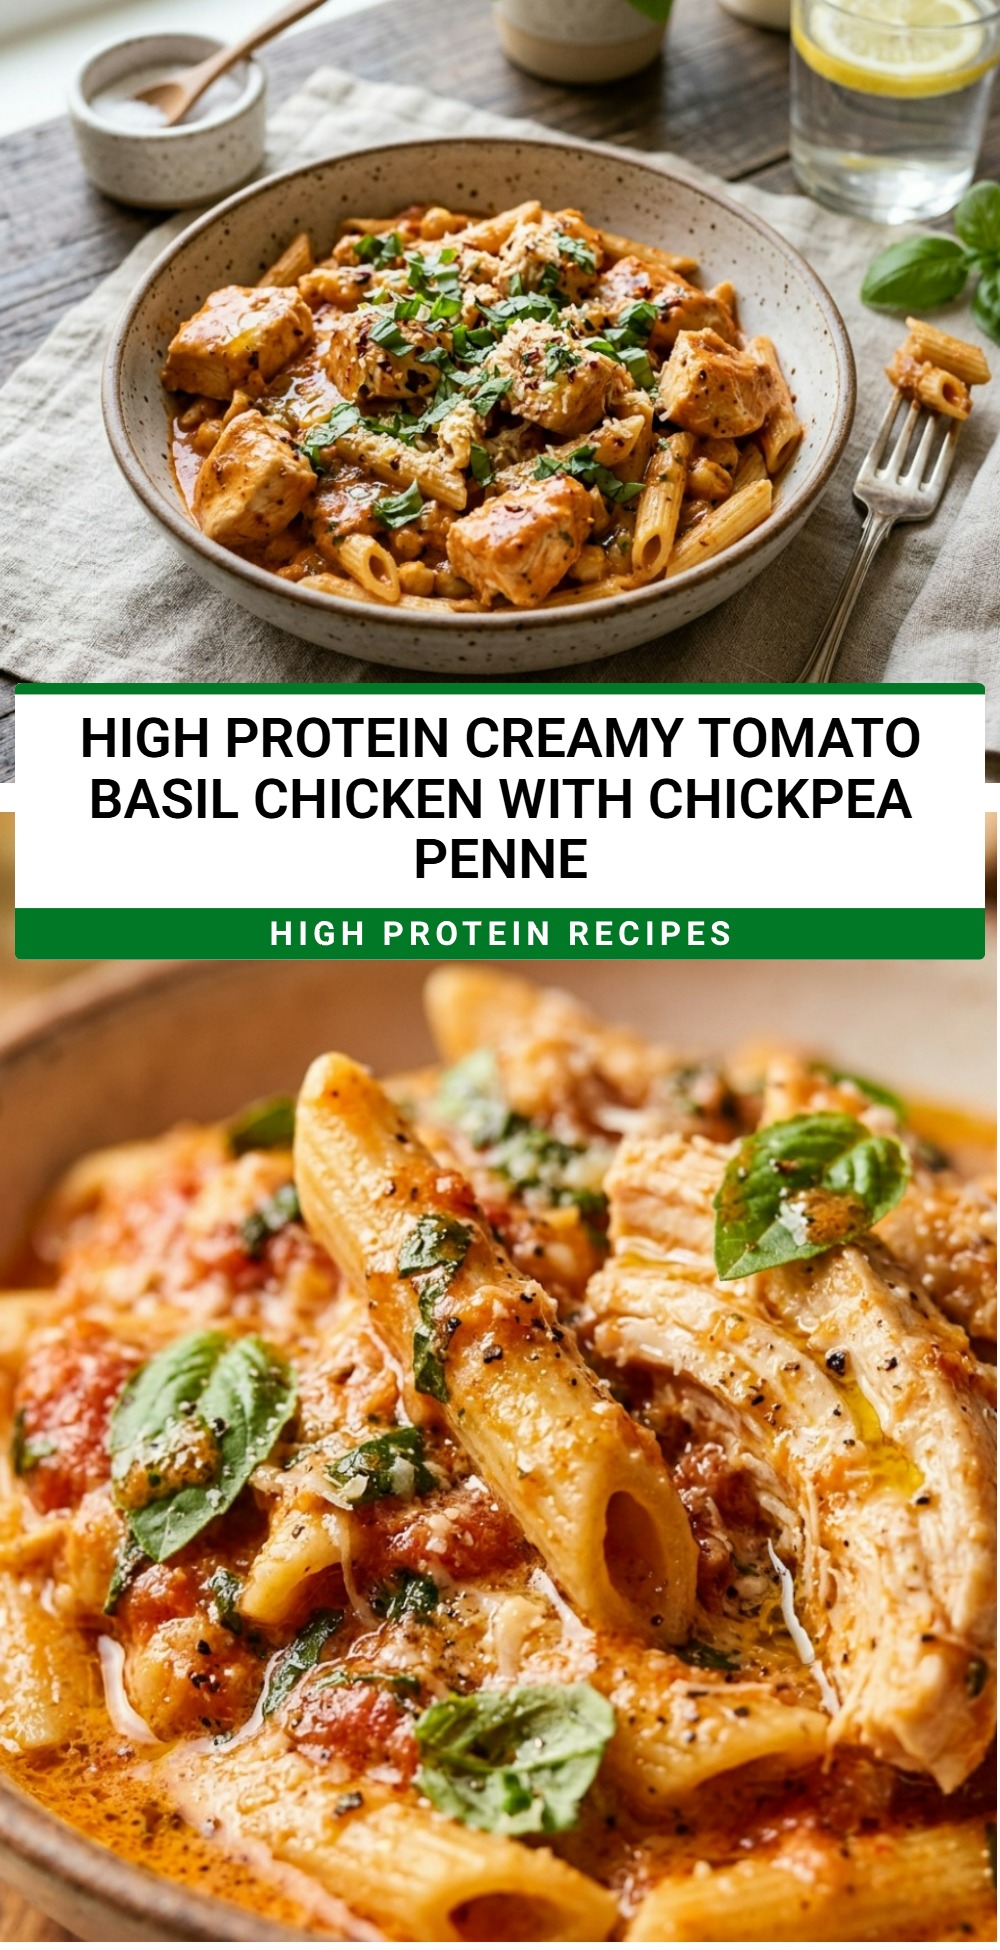 HIGH PROTEIN CREAMY TOMATO
BASIL CHICKEN WITH CHICKPEA
PENNE
HIGH PROTEIN RECIPES